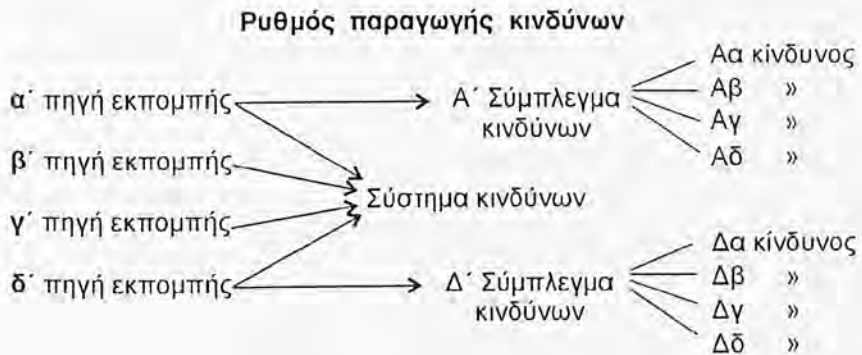 Ρυθμός παραγωγής κινδύνων
α΄ πηγή εκπομπής
β΄ πηγή εκπομπής
γ΄ πηγή εκπομπής
δ΄ πηγή εκπομπής
Α΄ Σύμπλεγμα
κινδύνων
Σύστημα κινδύνων
Δ΄ Σύμπλεγμα
κινδύνων
Αα κίνδυνος
Αβ »
Αγ »
Αδ »
Δα κίνδυνος
Δβ »
Δγ »
Δδ »